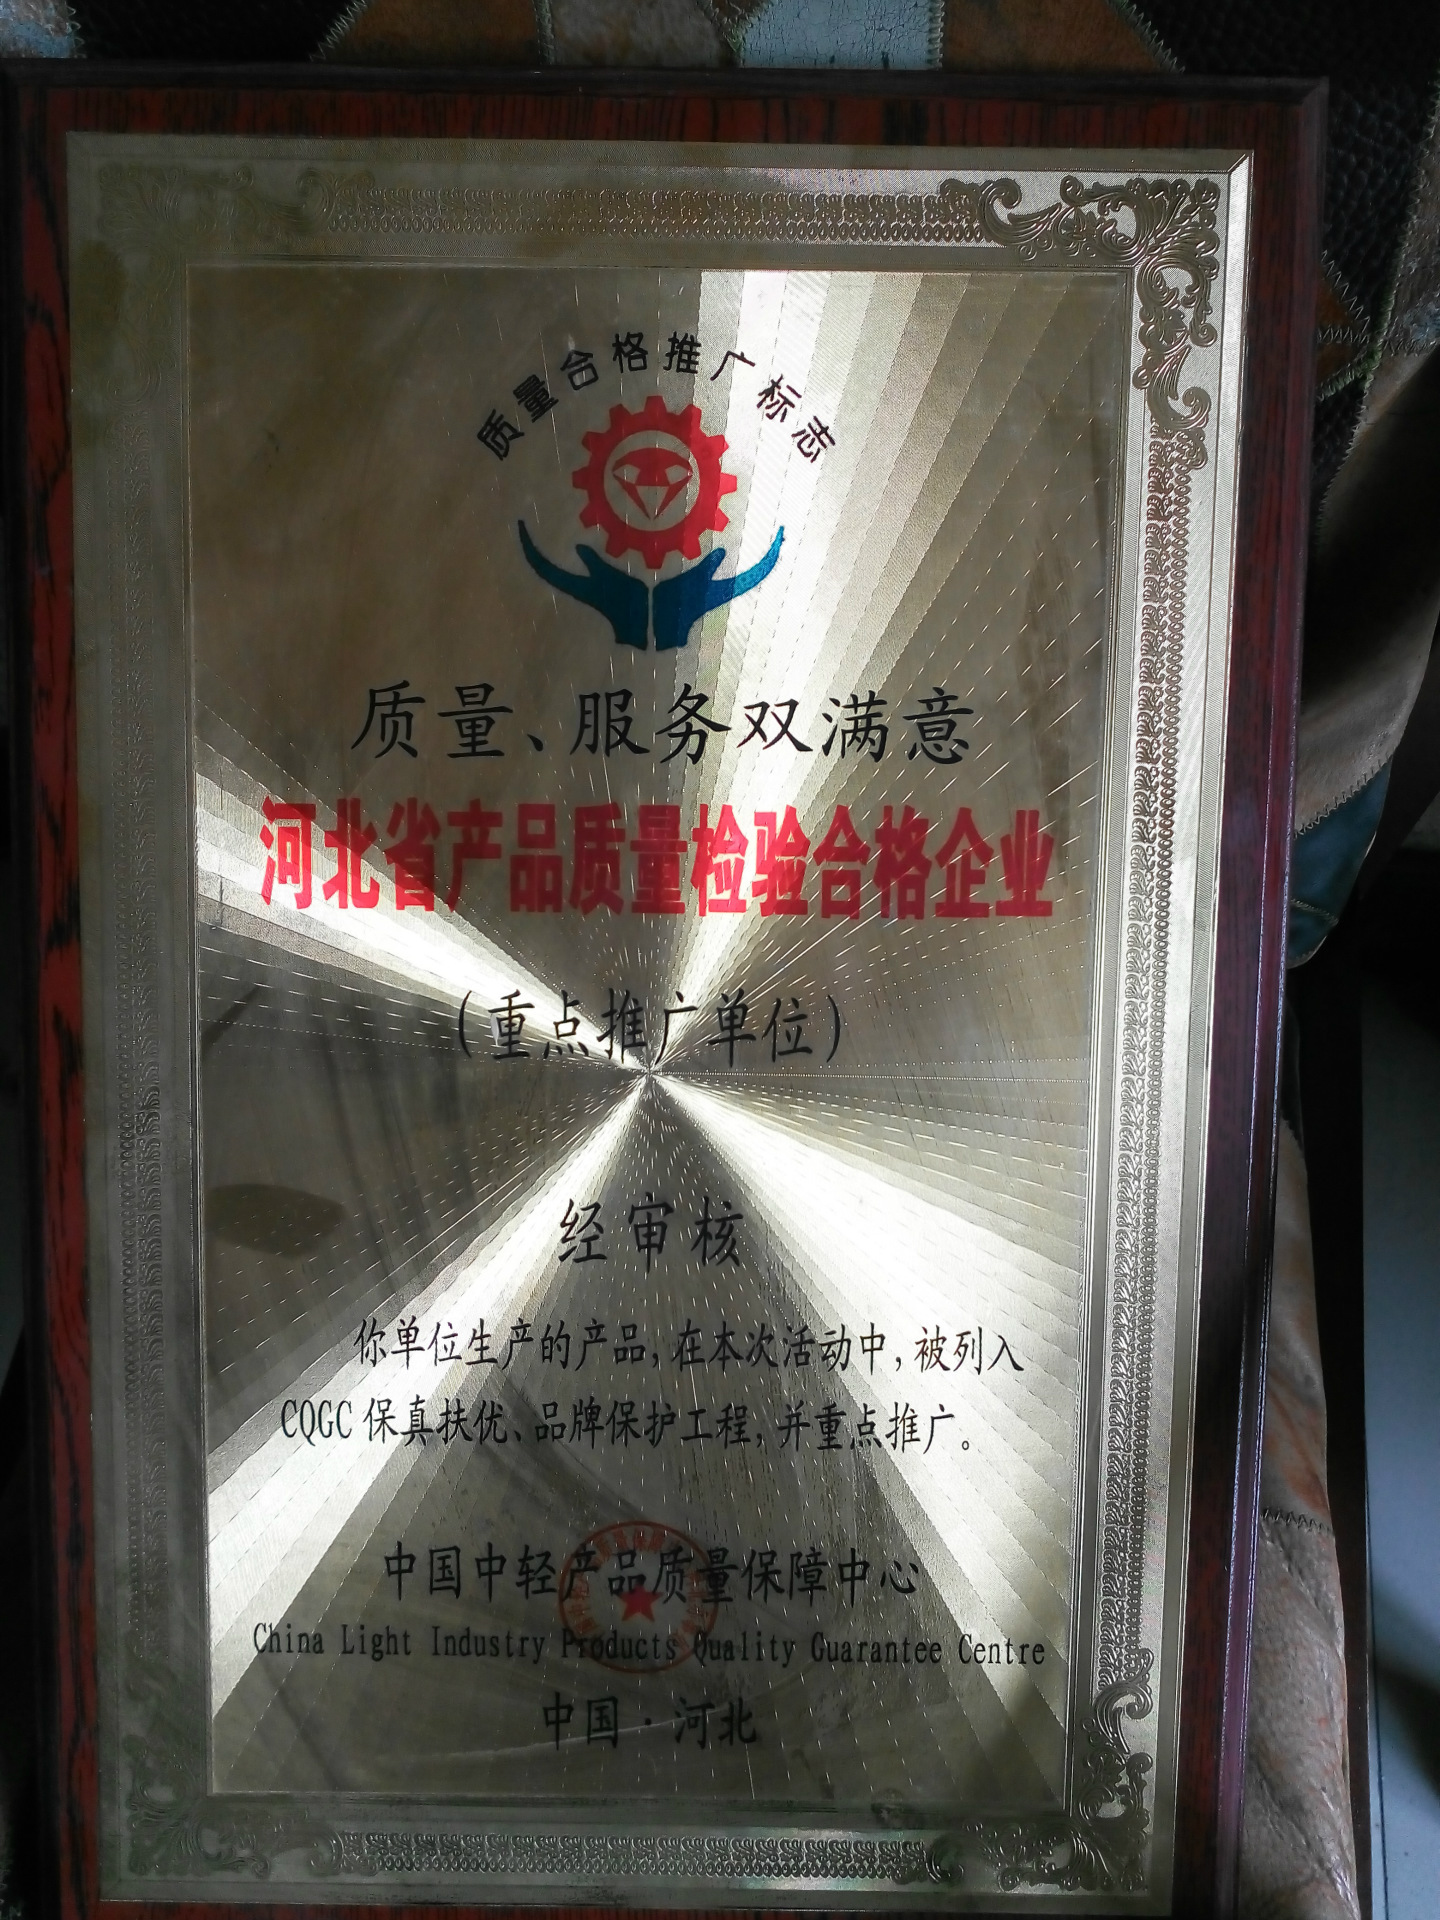 质量合格推广标志
质量、服务双满意
河北省产品质量检验合格企业
（重点推广单位）
经审核
你单位生产的产品，在本次活动中，被列入
CQGC 保真扶优、品牌保护工程，并重点推广。
中国中轻产品质量保障中心
China Light Industry Products Quality Guarantee Centre
中国·河北